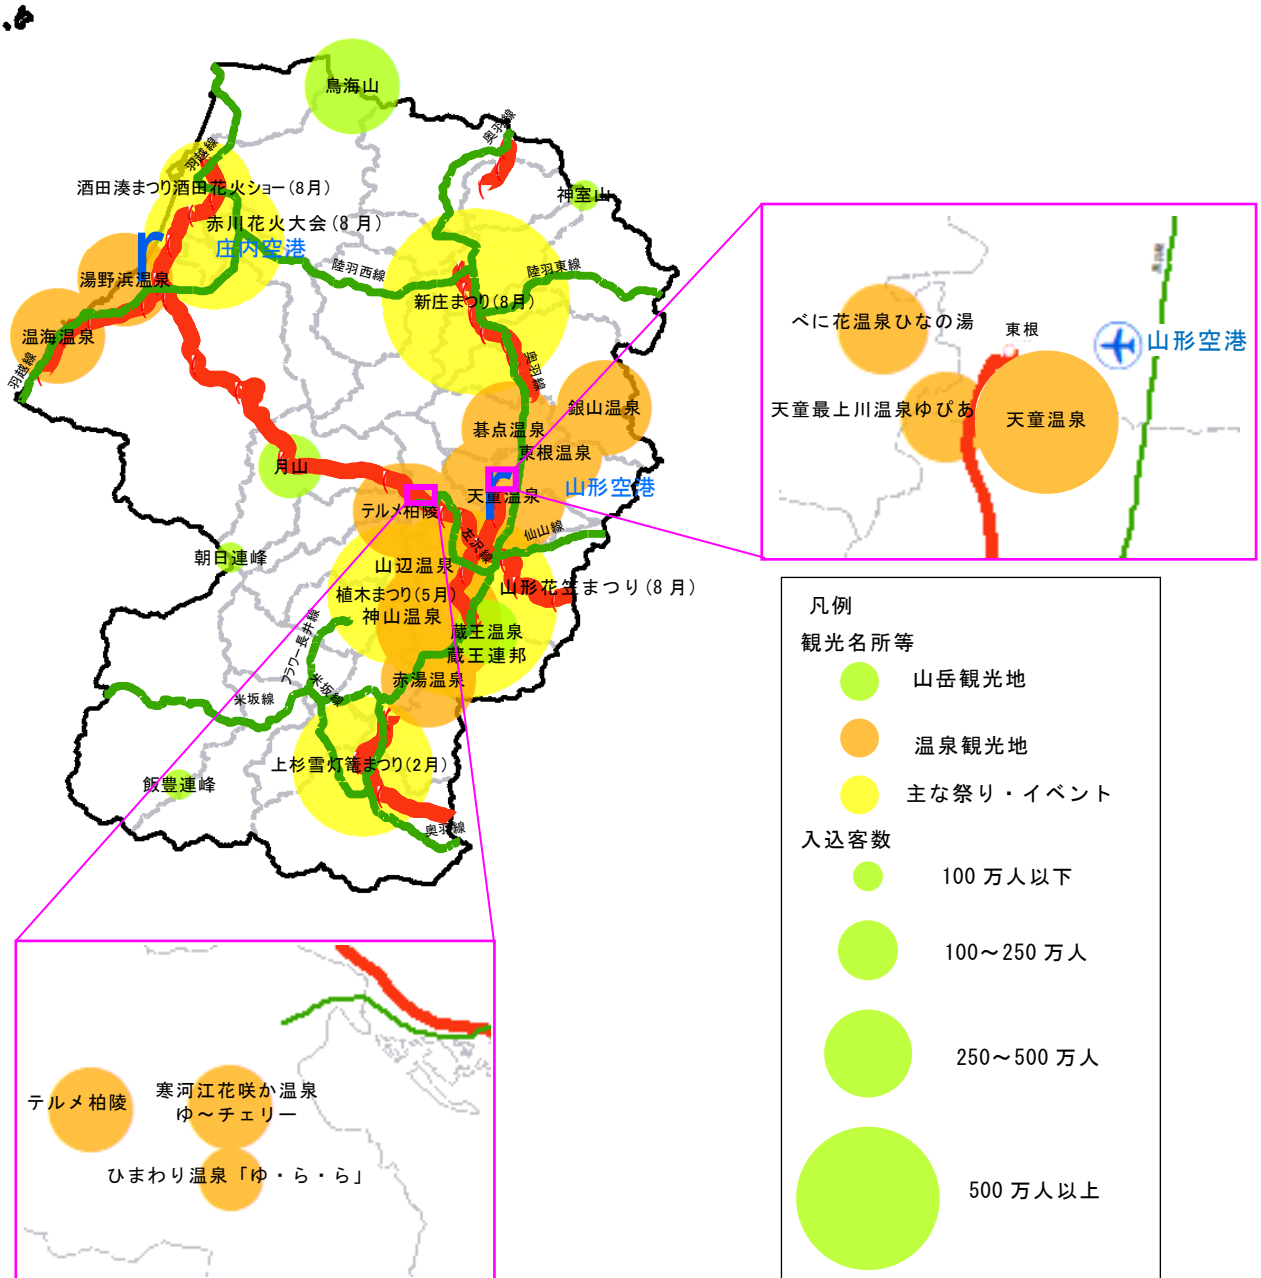 鳥海山
奥羽線
羽越線
神室山
酒田湊まつり酒田花火ショー(8月)
赤川花火大会(8月)
庄内空港
陸羽西線
陸羽東線
湯野浜温泉
新庄まつり(8月)
温海温泉
羽越線
奥羽線
銀山温泉
碁点温泉
東根温泉
月山
天童温泉
山形空港
テルメ柏陵
左沢線
仙山線
朝日連峰
山辺温泉
山形花笠まつり(8月)
植木まつり(5月)
神山温泉
フラワー長井線
蔵王温泉
蔵王連邦
赤湯温泉
米坂線
米坂線
上杉雪灯篭まつり(2月)
飯豊連峰
奥羽線
べに花温泉ひなの湯
東根
山形空港
天童最上川温泉ゆぴあ
天童温泉
凡例
観光名所等
山岳観光地
温泉観光地
主な祭り・イベント
入込客数
100万人以下
100～250万人
250～500万人
500万人以上
テルメ柏陵
寒河江花咲か温泉
ゆ～チェリー
ひまわり温泉「ゆ・ら・ら」